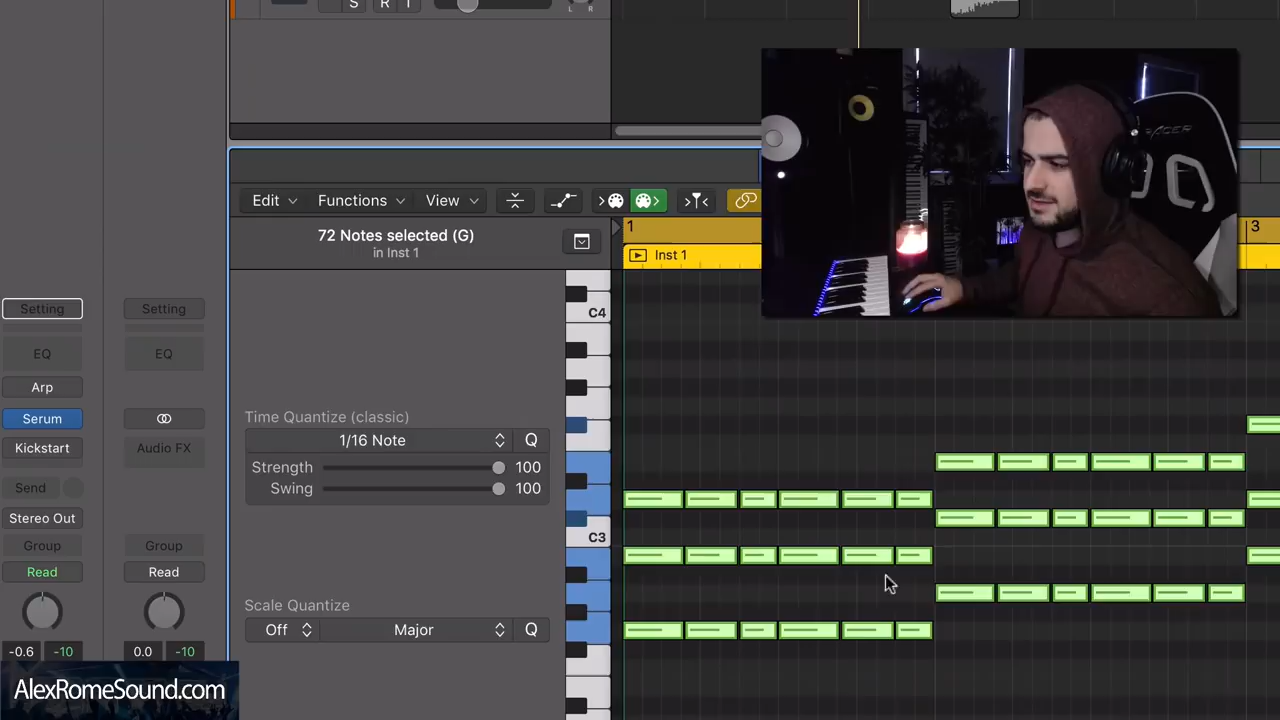 S R I
L R
Edit Functions View
1
3
72 Notes selected (G)
in Inst 1
Inst 1
Setting Setting
C4
EQ EQ
Arp
Serum
Kickstart Audio FX
Time Quantize (classic)
1/16 Note Q
Strength 100
Swing 100
Send
Stereo Out
C3
Group Group
Read Read
Scale Quantize
Off Major Q
-0.6 -10 0.0 -10
AlexRomeSound.com